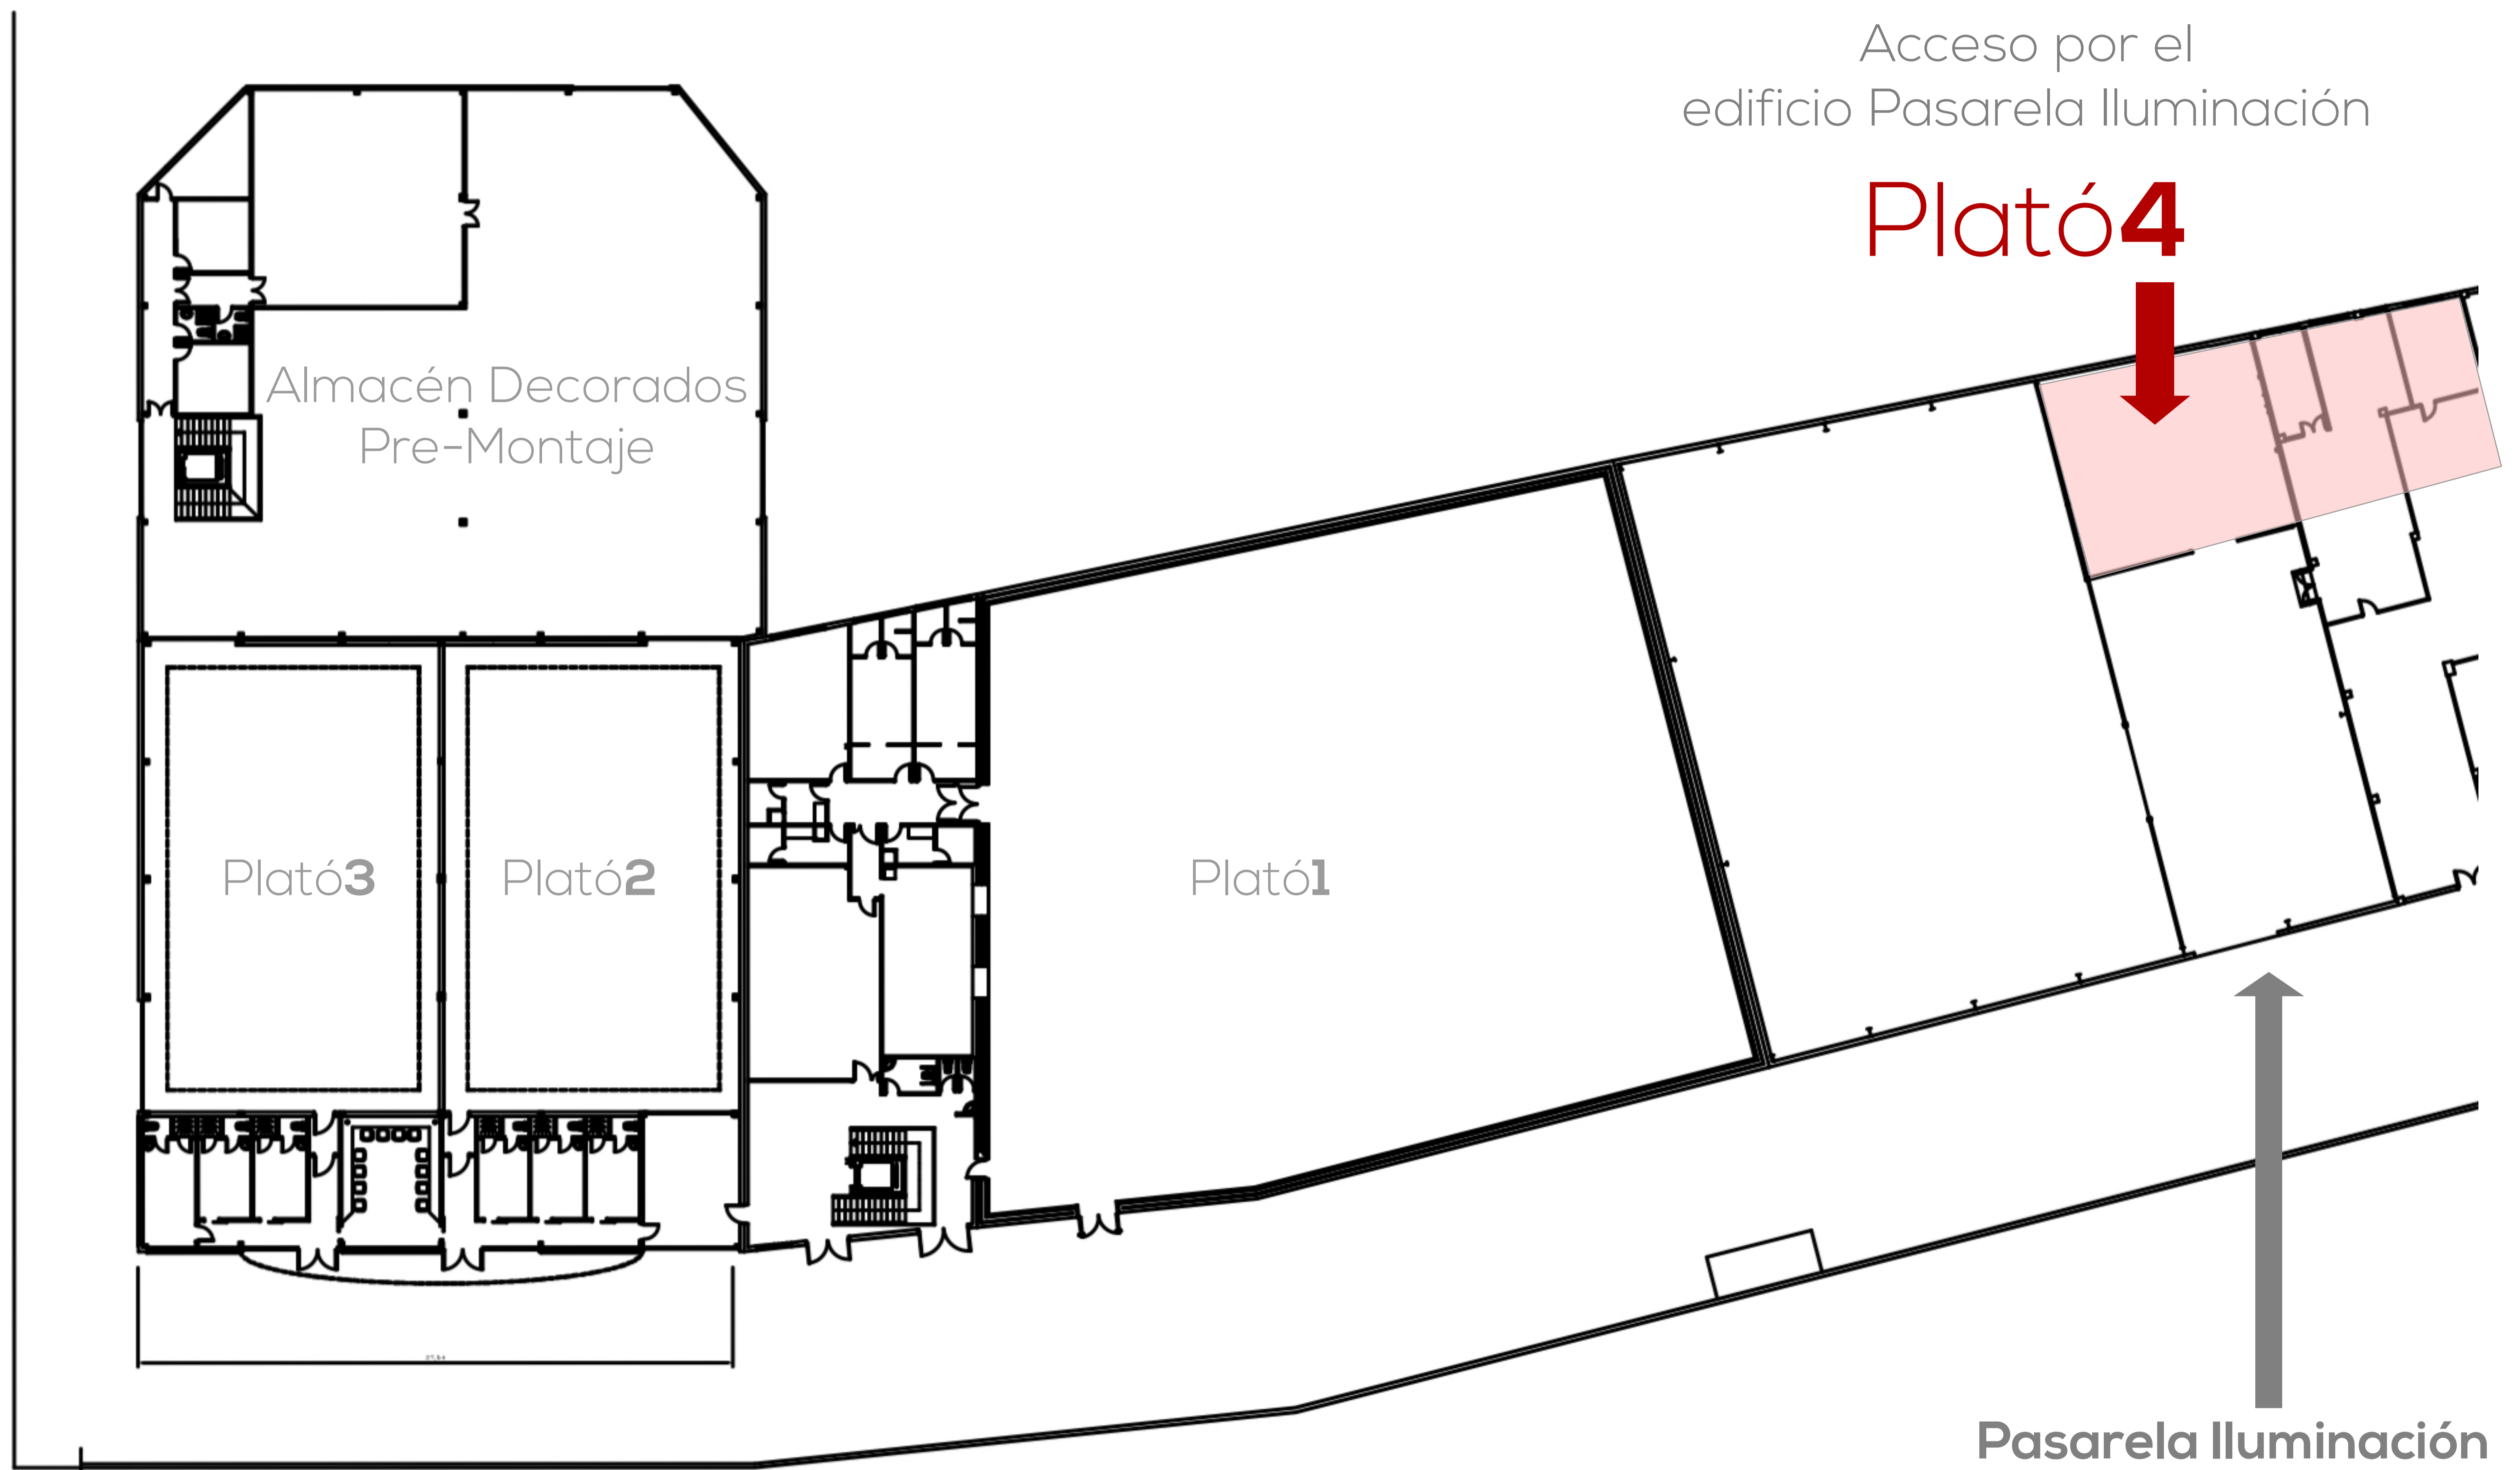 Acceso por el
edificio Pasarela Iluminación
Plató4
Almacén Decorados
Pre-Montaje
Plató3
Plató2
Plató1
Pasarela Iluminación